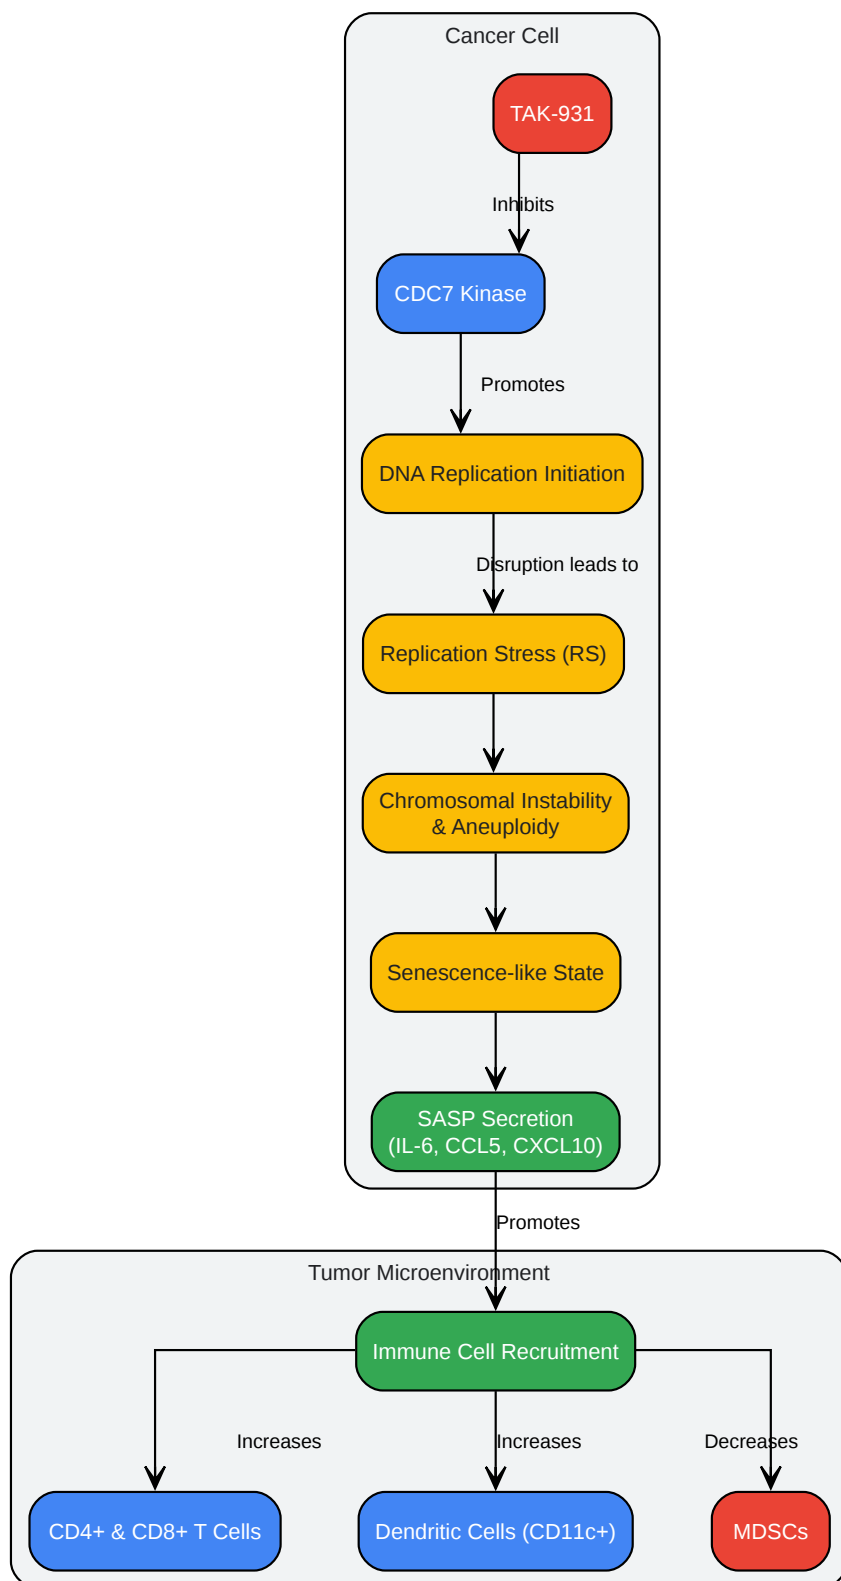 Cancer Cell
TAK-931
Inhibits
CDC7 Kinase
Promotes
DNA Replication Initiation
Disruption leads to
Replication Stress (RS)
Chromosomal Instability
& Aneuploidy
Senescence-like State
SASP Secretion
(IL-6, CCL5, CXCL10)
Promotes
Tumor Microenvironment
Immune Cell Recruitment
Increases
Increases
Decreases
CD4+ & CD8+ T Cells
Dendritic Cells (CD11c+)
MDSCs